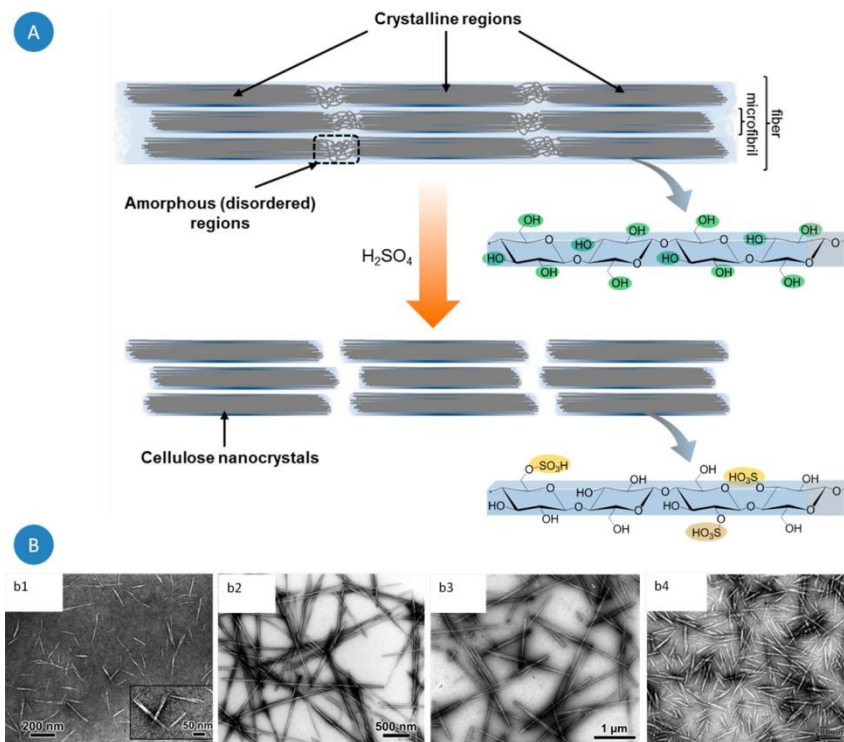 A
Crystalline regions
fiber
microfibril
Amorphous (disordered)
regions
H₂SO₄
OH OH OH OH
HO OH O O O HO O
HO O OH HO O OH O
OH OH
Cellulose nanocrystals
O SO₃H OH HO₃S O OH
HO O OH O O O O O
HO OH O HO O O OH O
OH HO₃S OH
B
b1
b2
b3
b4
200 nm
50 nm
500 nm
1 µm